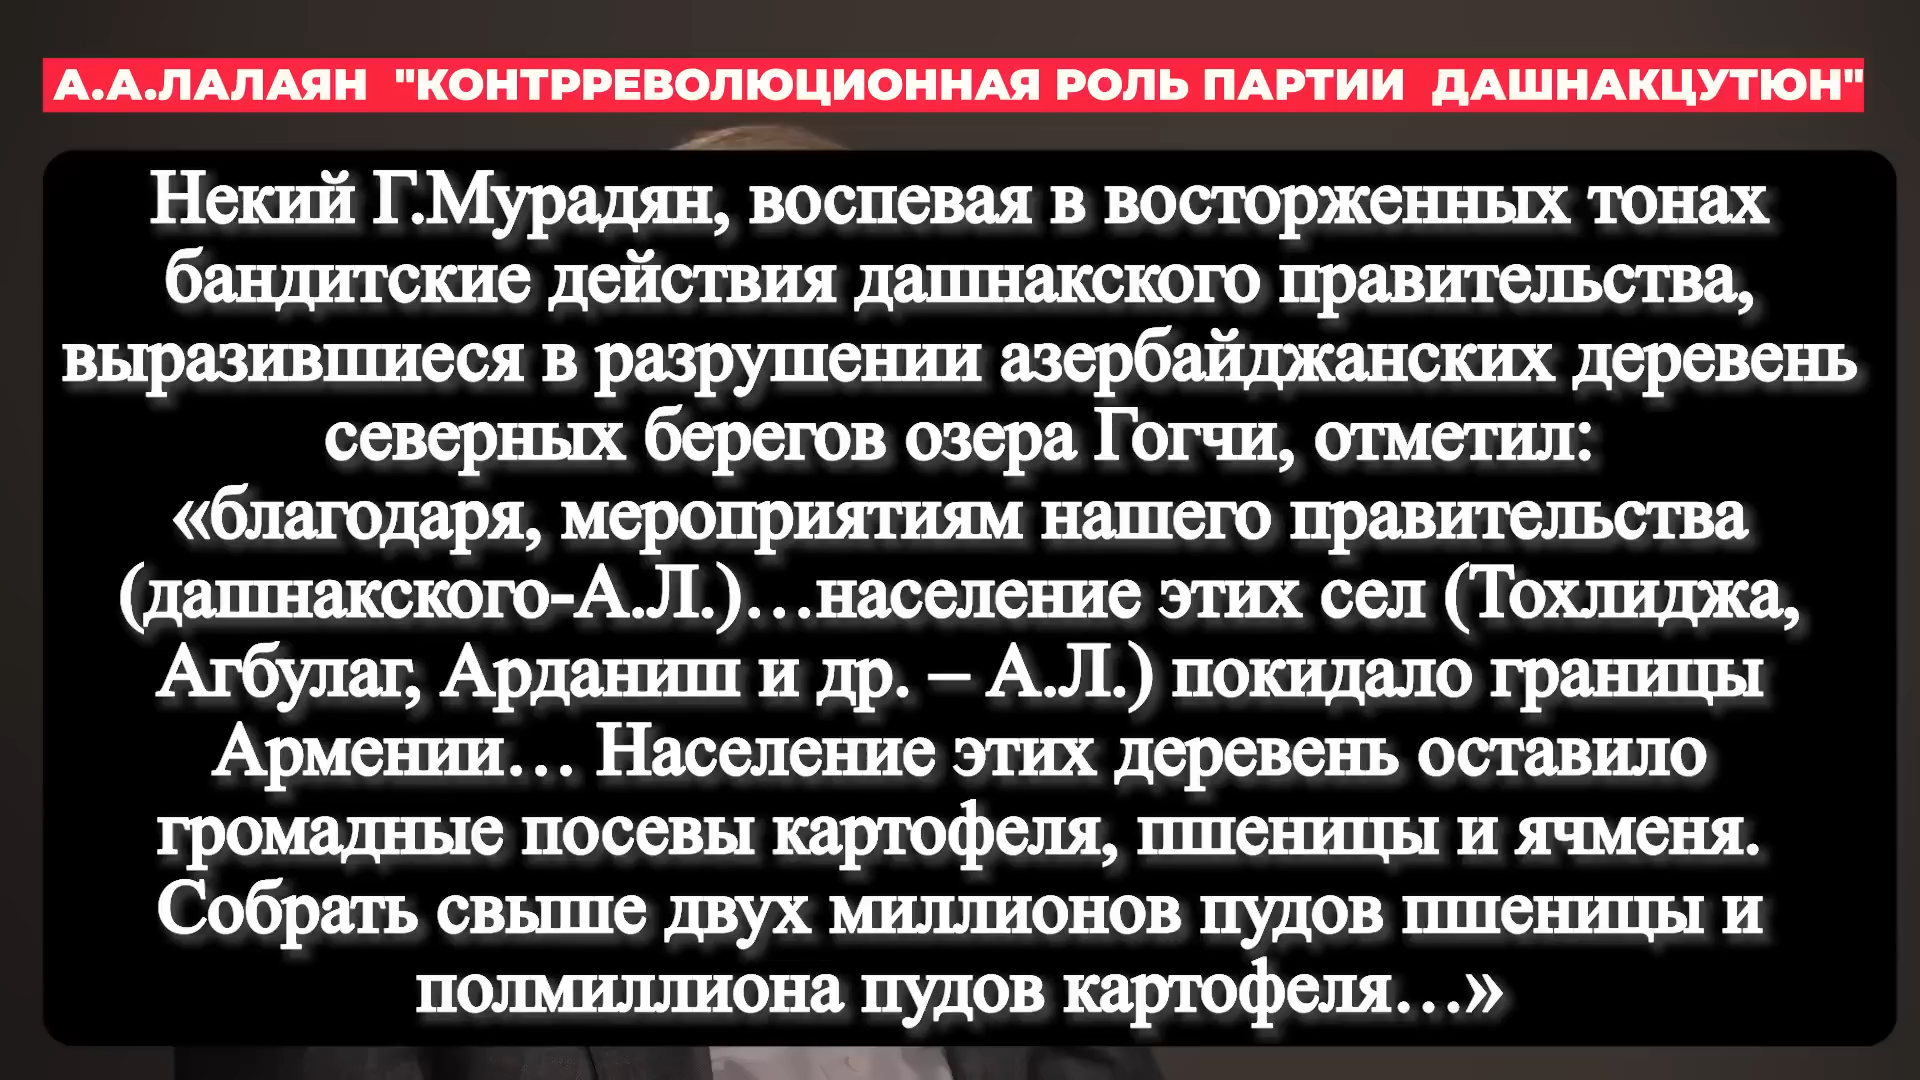 А.А.ЛАЛАЯН "КОНТРРЕВОЛЮЦИОННАЯ РОЛЬ ПАРТИИ ДАШНАКЦУТЮН"
Некий Г.Мурадян, воспевая в восторженных тонах
бандитские действия дашнакского правительства,
выразившиеся в разрушении азербайджанских деревень
северных берегов озера Гогчи, отметил:
«благодаря, мероприятиям нашего правительства
(дашнакского-А.Л.)…население этих сел (Тохлиджа,
Агбулаг, Арданиш и др. – А.Л.) покидало границы
Армении… Население этих деревень оставило
громадные посевы картофеля, пшеницы и ячменя.
Собрать свыше двух миллионов пудов пшеницы и
полмиллиона пудов картофеля…»